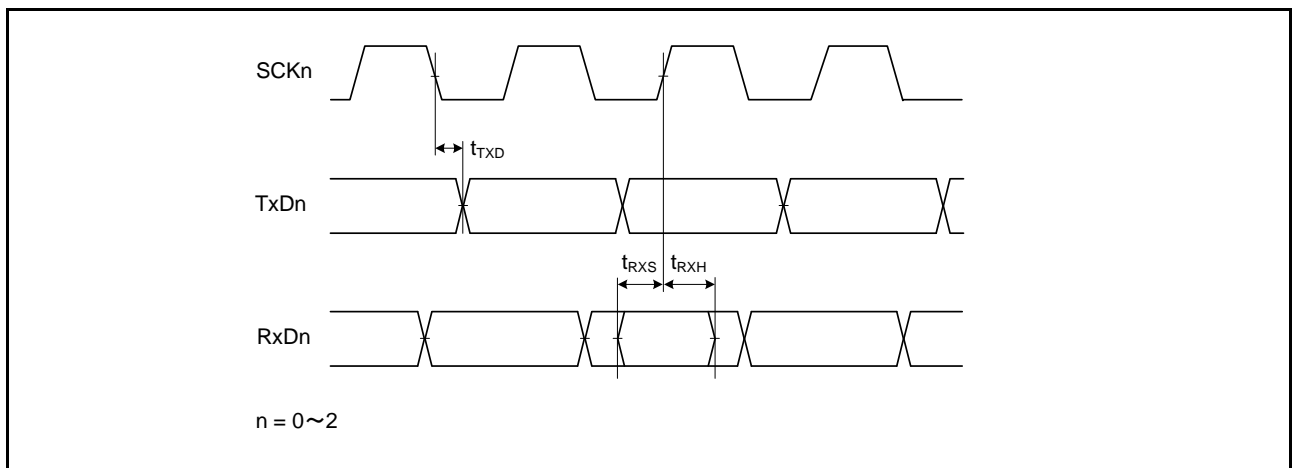 SCKn
tTXD
TxDn
tRXS tRXH
RxDn
n = 0～2